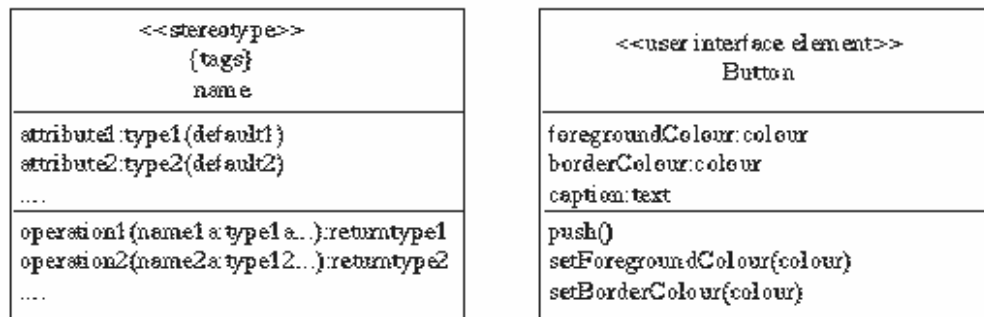 <<stereotype>>
{tags}
name
attribute1:type1(default1)
attribute2:type2(default2)
....
operation1(name1a:type1a...):returntype1
operation2(name2a:type12...):returntype2
....
<<user interface element>>
Button
foregroundColour:colour
borderColour:colour
caption:text
push()
setForegroundColour(colour)
setBorderColour(colour)